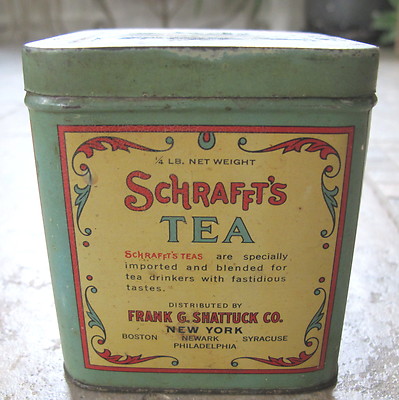 ¼ LB. NET WEIGHT
SCHRAFFT'S
TEA
SCHRAFFT'S TEAS are specially
imported and blended for
tea drinkers with fastidious
tastes.
DISTRIBUTED BY
FRANK G. SHATTUCK CO.
NEW YORK
BOSTON NEWARK SYRACUSE
PHILADELPHIA